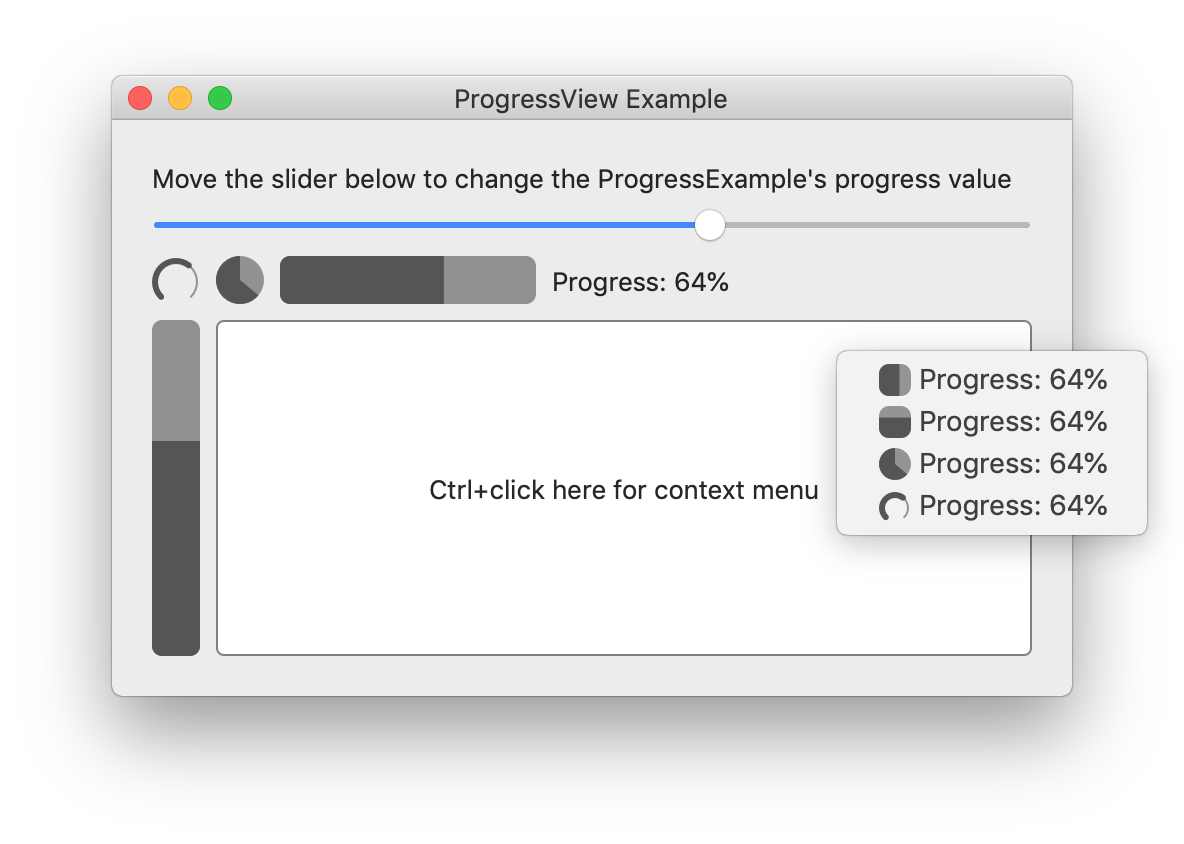 ProgressView Example
Move the slider below to change the ProgressExample's progress value
Progress: 64%
Progress: 64%
Progress: 64%
Progress: 64%
Progress: 64%
Ctrl+click here for context menu